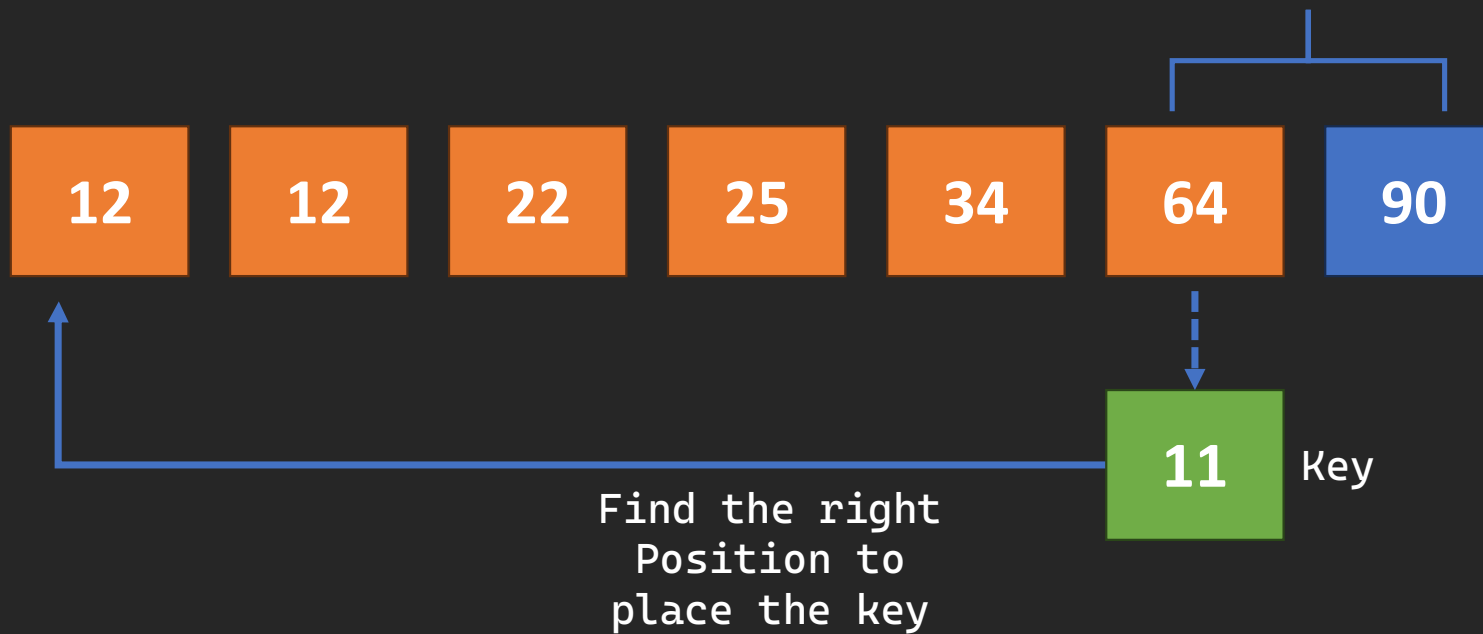 12 12 22 25 34 64 90
11 Key
Find the right
Position to
place the key